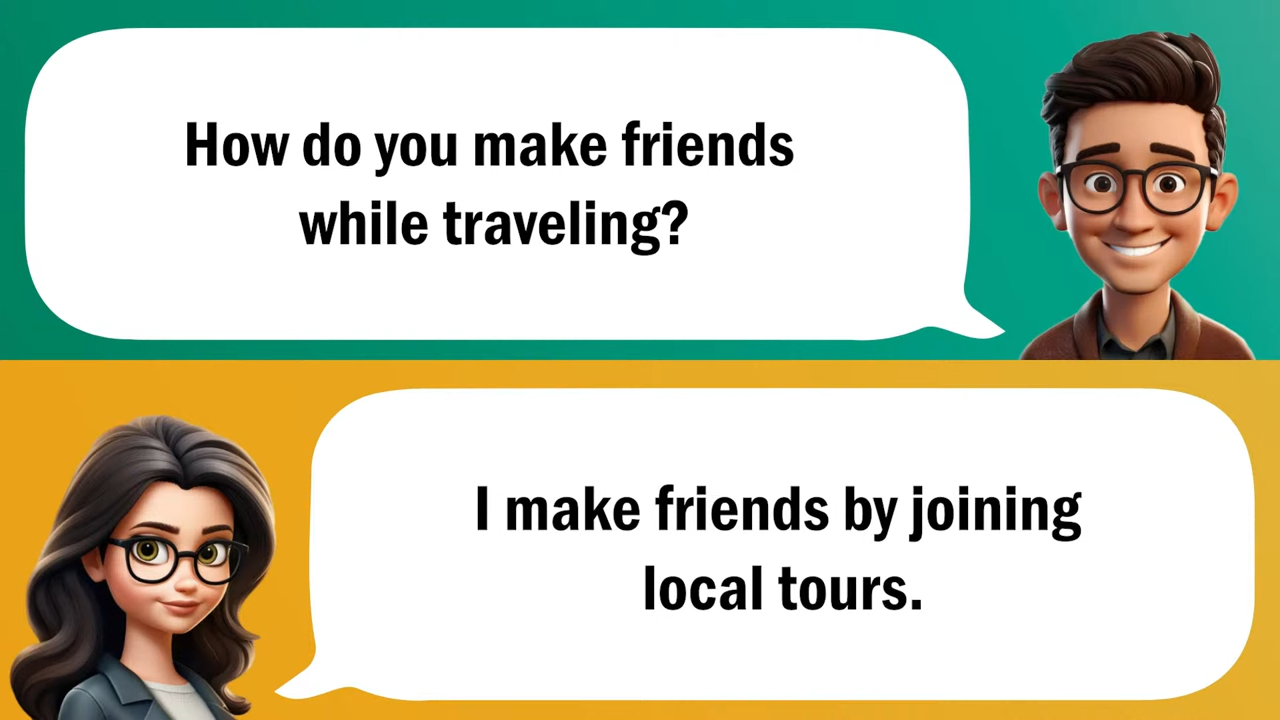 How do you make friends
while traveling?
I make friends by joining
local tours.